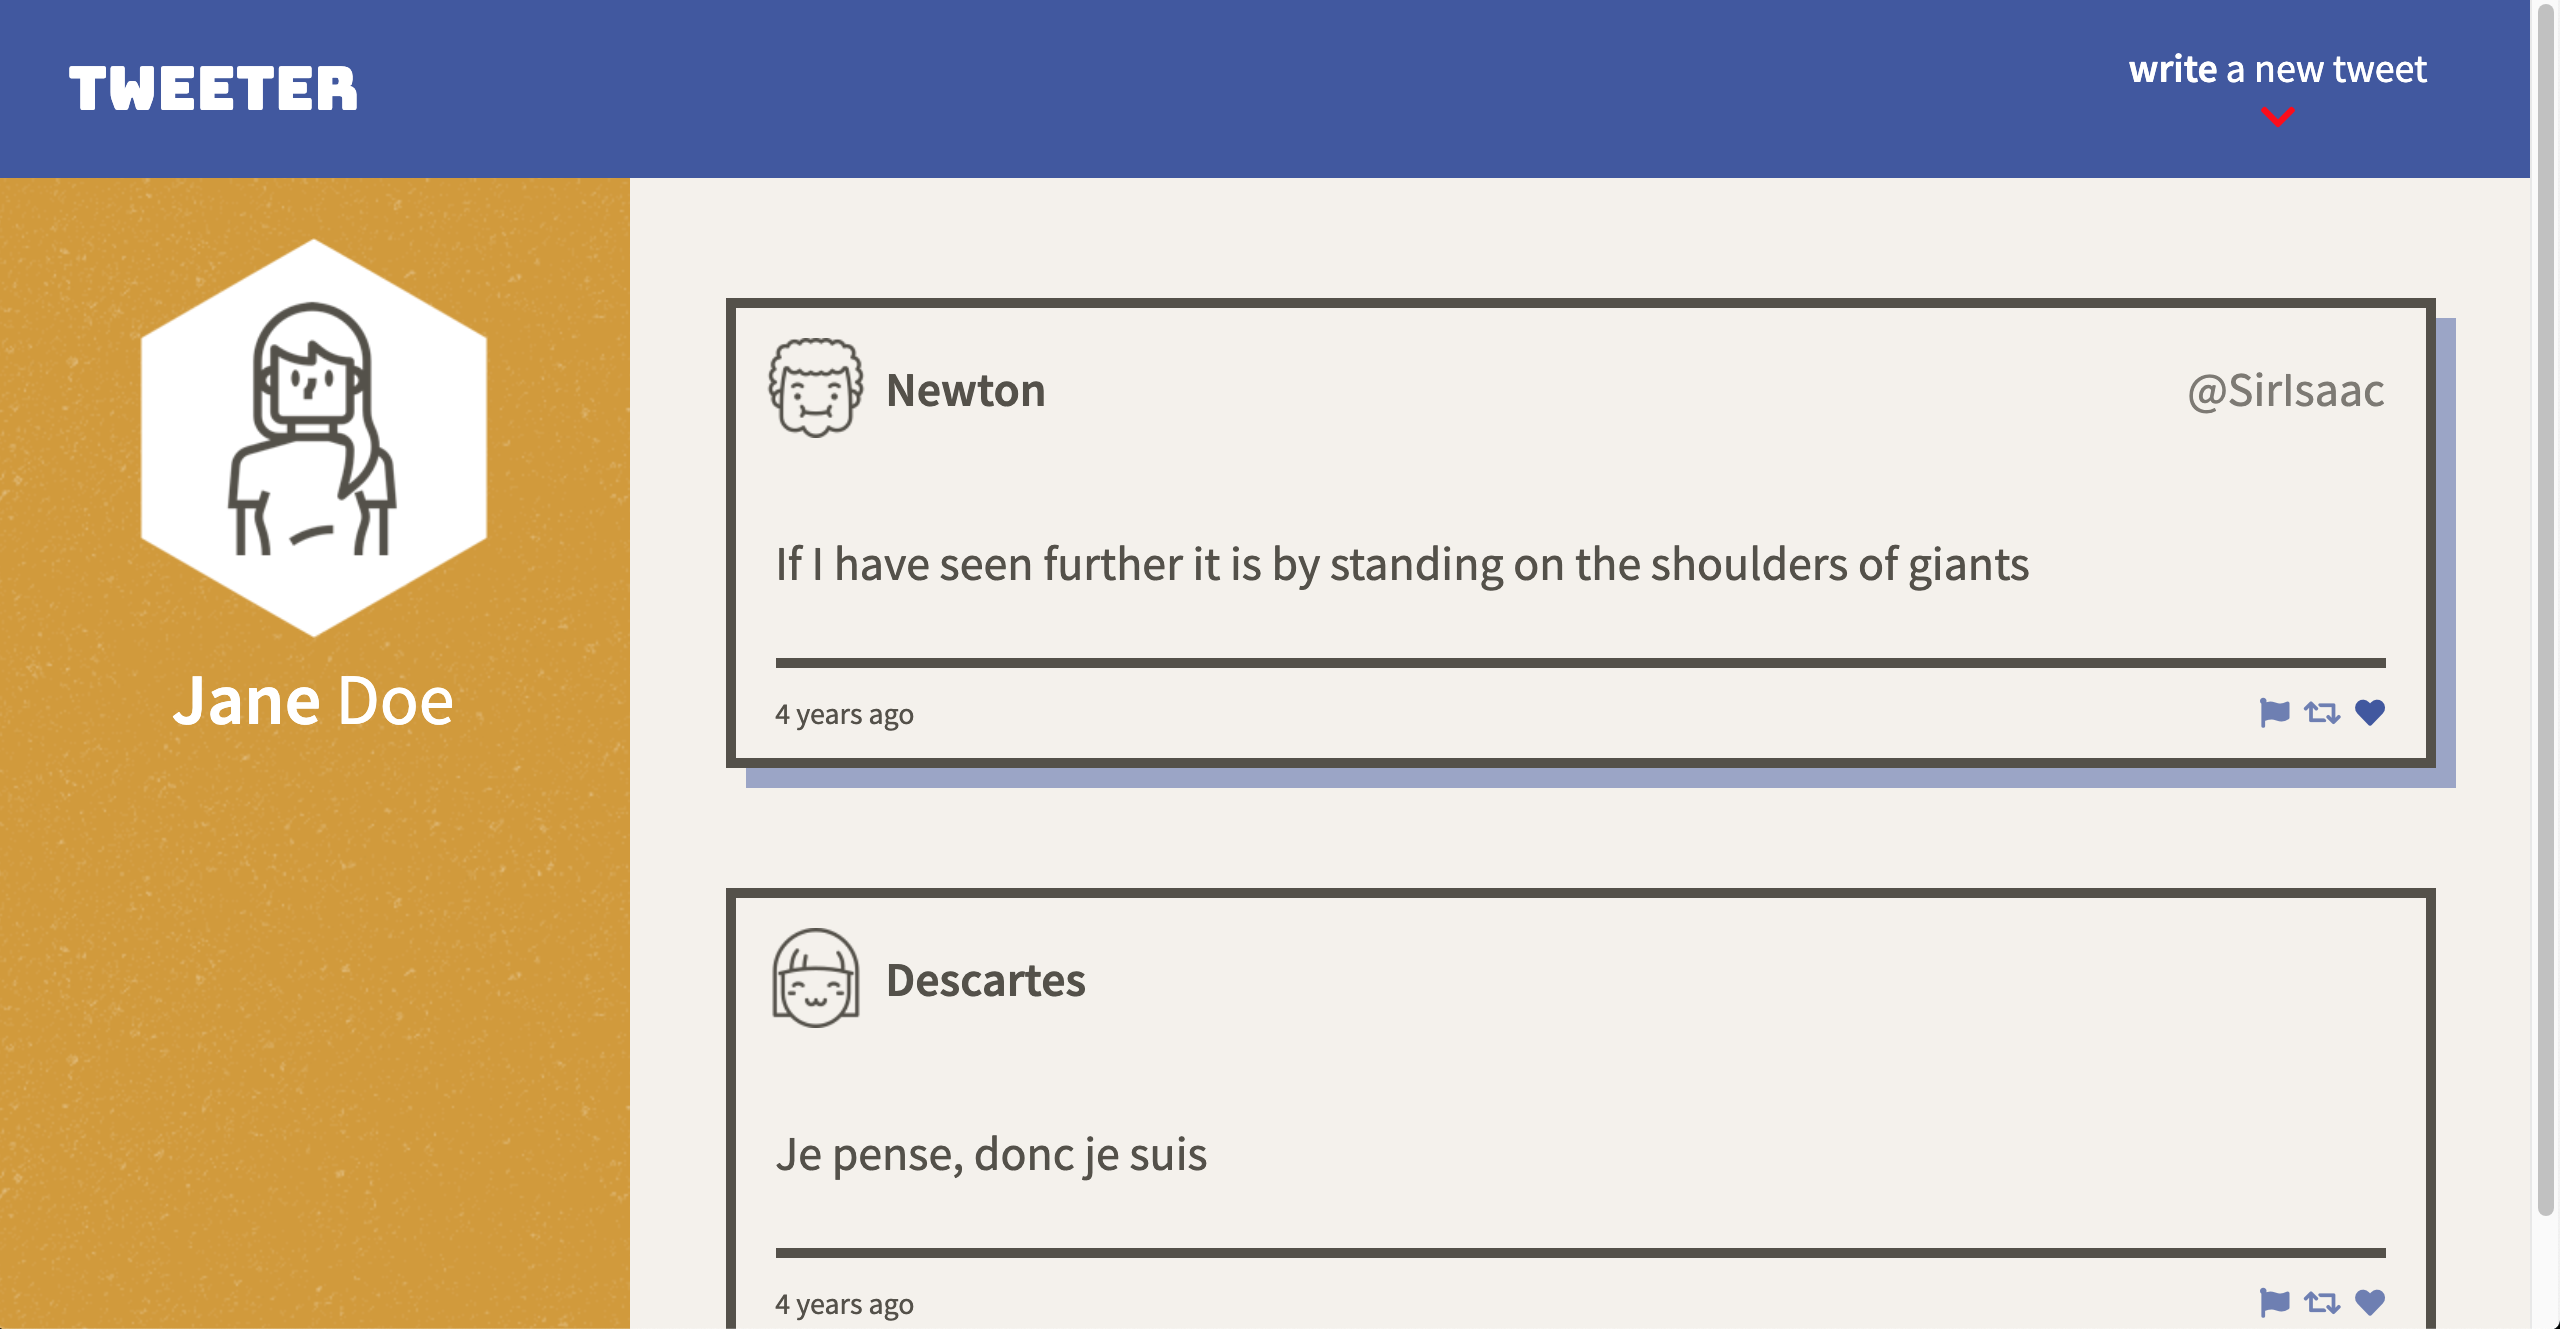 TWEETER
write a new tweet
Jane Doe
Newton
@SirIsaac
If I have seen further it is by standing on the shoulders of giants
4 years ago
Descartes
Je pense, donc je suis
4 years ago